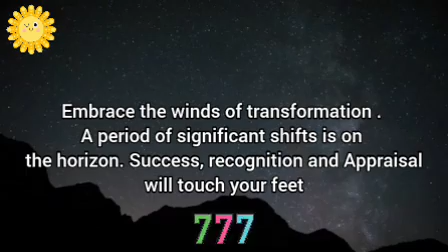 Embrace the winds of transformation .
A period of significant shifts is on
the horizon. Success, recognition and Appraisal
will touch your feet
777